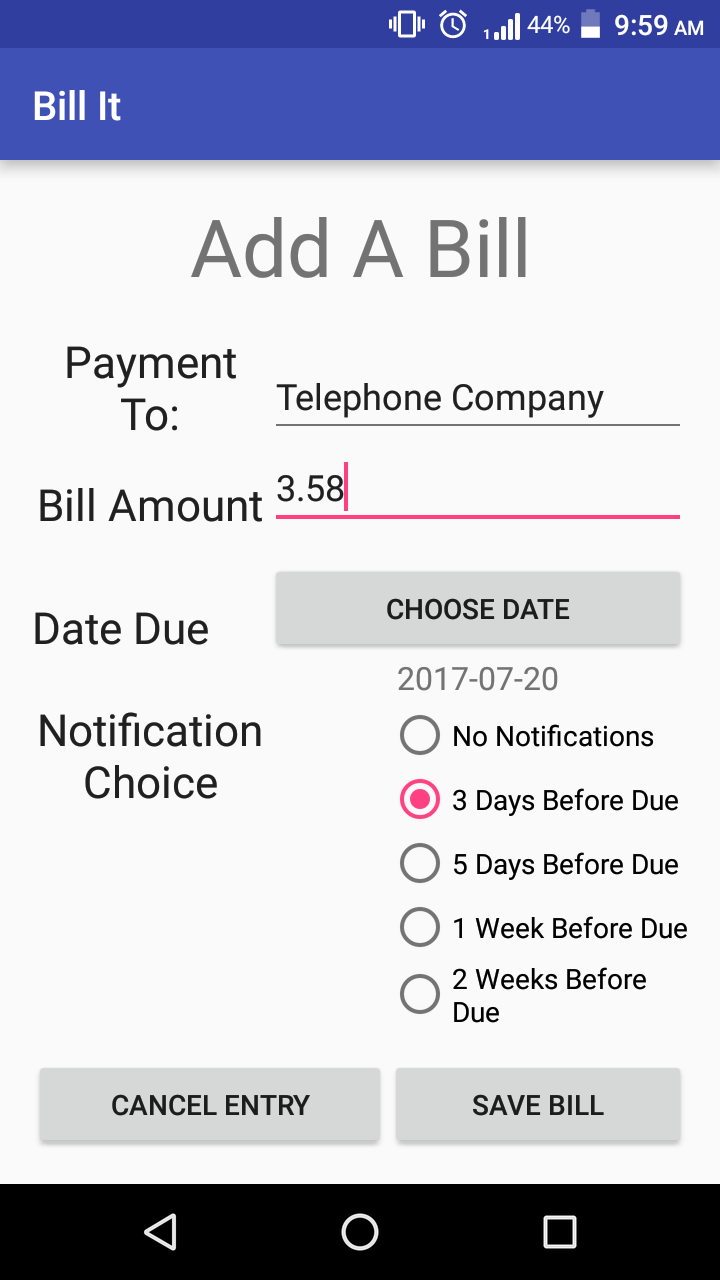 1 44% 9:59 AM
Bill It
Add A Bill
Payment
To:
Telephone Company
Bill Amount
3.58
Date Due
CHOOSE DATE
2017-07-20
Notification
Choice
No Notifications
3 Days Before Due
5 Days Before Due
1 Week Before Due
2 Weeks Before
Due
CANCEL ENTRY
SAVE BILL